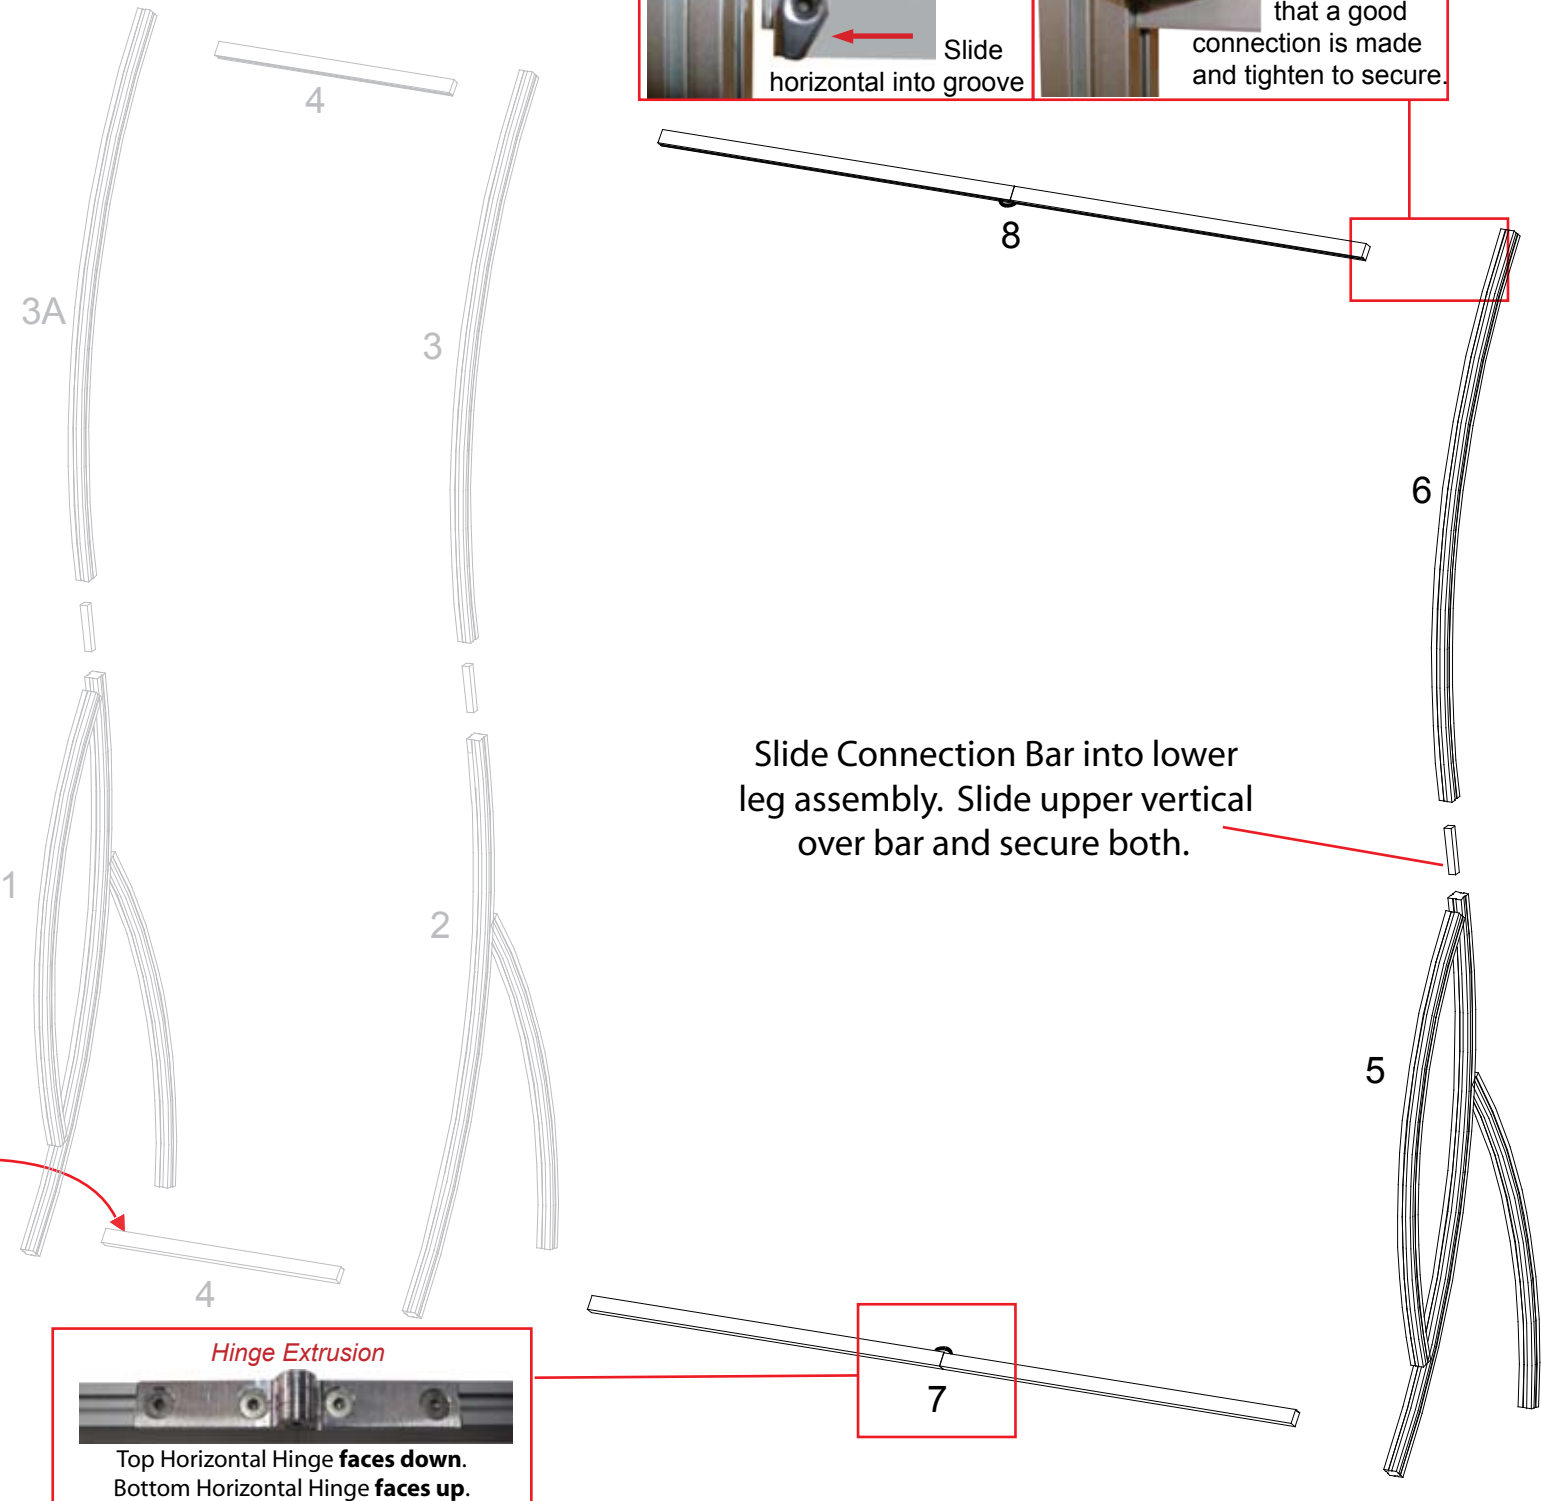 Slide
horizontal into groove
that a good
connection is made
and tighten to secure.
4
8
3A
3
6
Slide Connection Bar into lower
leg assembly. Slide upper vertical
over bar and secure both.
1
2
5
4
Hinge Extrusion
7
Top Horizontal Hinge faces down.
Bottom Horizontal Hinge faces up.